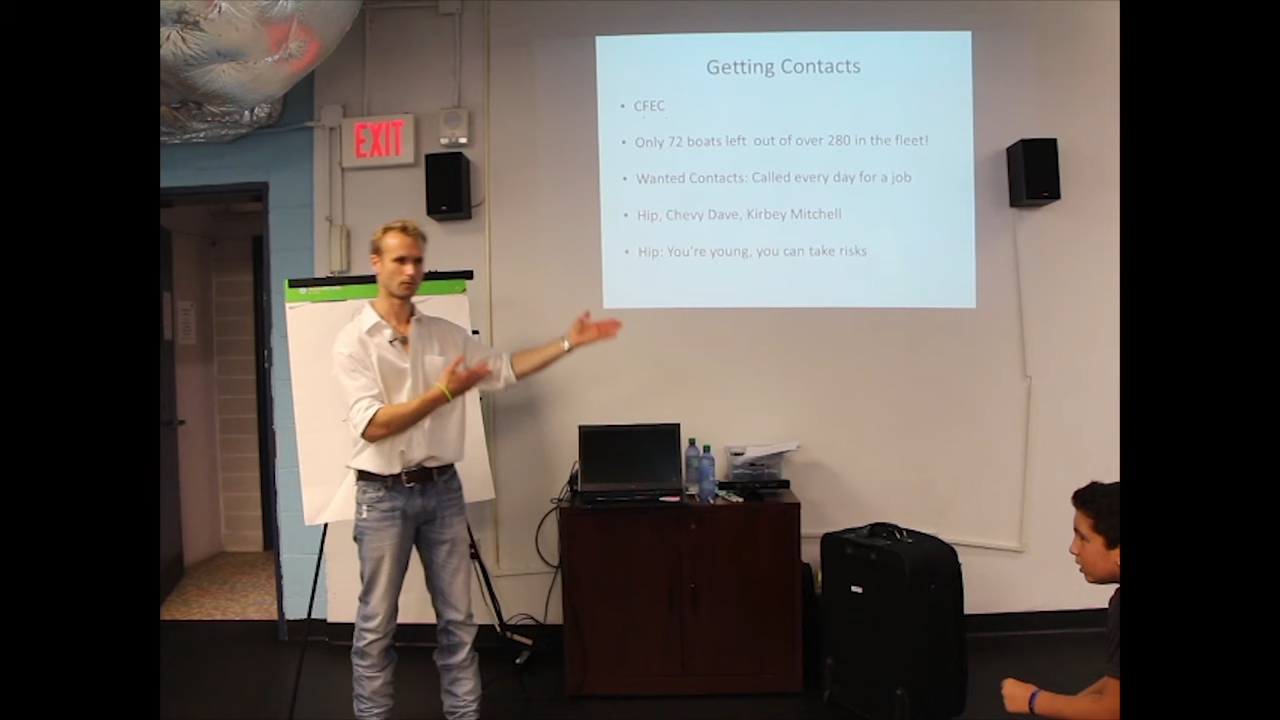 Getting Contacts
• CFEC
• Only 72 boats left out of over 280 in the fleet!
• Wanted Contacts: Called every day for a job
• Hip, Chevy Dave, Kirbey Mitchell
• Hip: You're young, you can take risks
EXIT